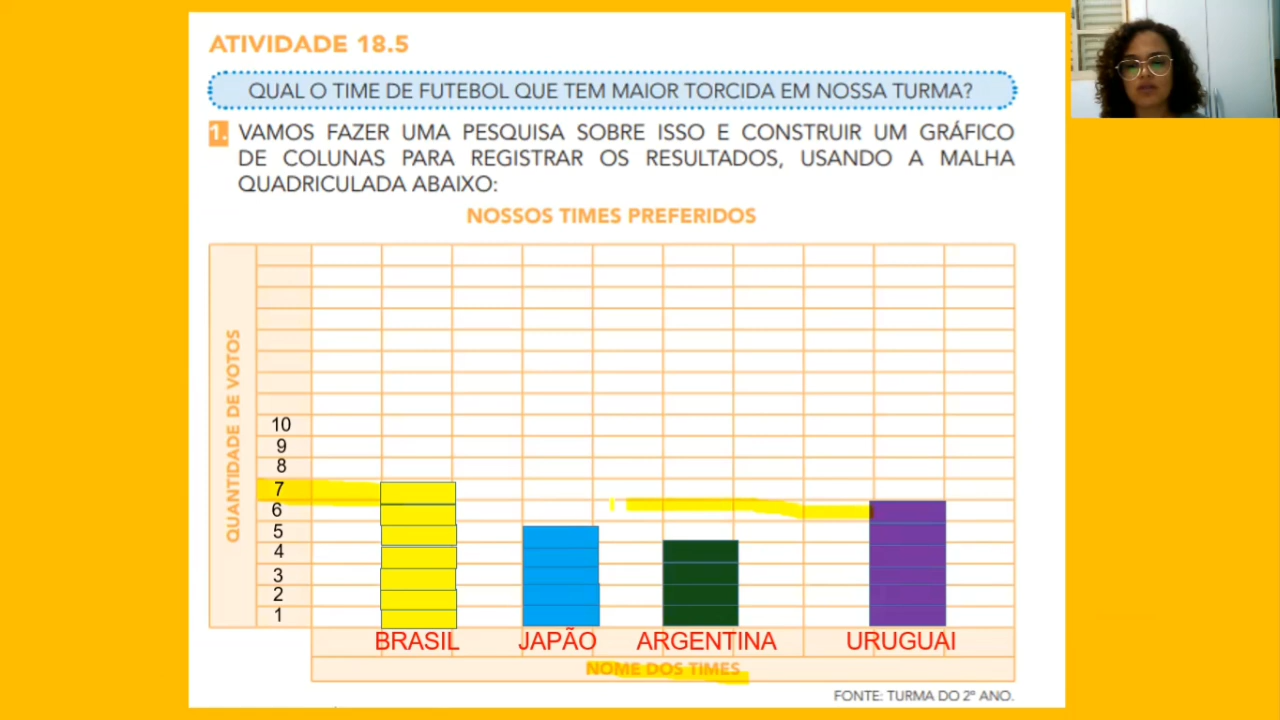 ATIVIDADE 18.5
QUAL O TIME DE FUTEBOL QUE TEM MAIOR TORCIDA EM NOSSA TURMA?
1. VAMOS FAZER UMA PESQUISA SOBRE ISSO E CONSTRUIR UM GRÁFICO
DE COLUNAS PARA REGISTRAR OS RESULTADOS, USANDO A MALHA
QUADRICULADA ABAIXO:
NOSSOS TIMES PREFERIDOS
QUANTIDADE DE VOTOS
10
9
8
7
6
5
4
3
2
1
BRASIL JAPÃO ARGENTINA URUGUAI
NOME DOS TIMES
FONTE: TURMA DO 2º ANO.